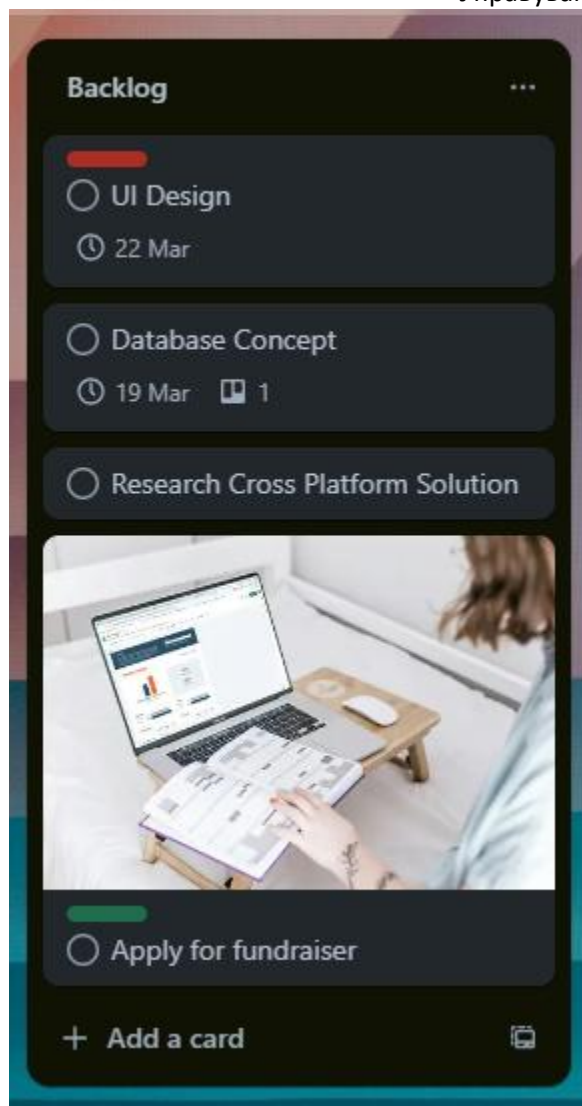 Backlog
UI Design
22 Mar
Database Concept
19 Mar 1
Research Cross Platform Solution
Apply for fundraiser
+ Add a card